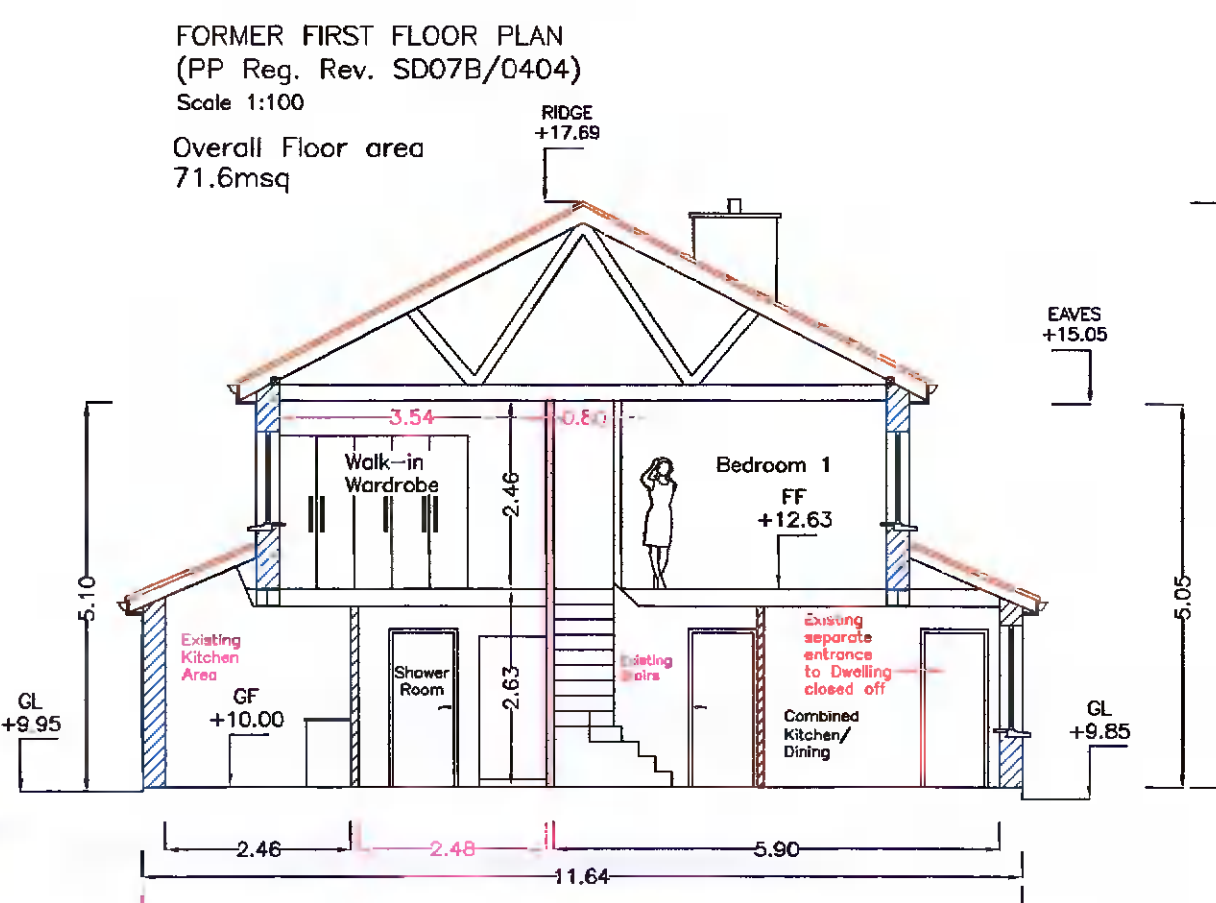 FORMER FIRST FLOOR PLAN
(PP Reg. Rev. SD07B/0404)
Scale 1:100
Overall Floor area
71.6msq
RIDGE
+17.69
EAVES
+15.05
3.54
0.80
Walk-in
Wardrobe
2.46
Bedroom 1
FF
+12.63
5.10
5.05
Existing
Kitchen
Area
GF
+10.00
Shower
Room
2.63
Existing
Stairs
Existing
separate
entrance
to Dwelling
closed off
Combined
Kitchen/
Dining
GL
+9.95
GL
+9.85
2.46
2.48
5.90
11.64